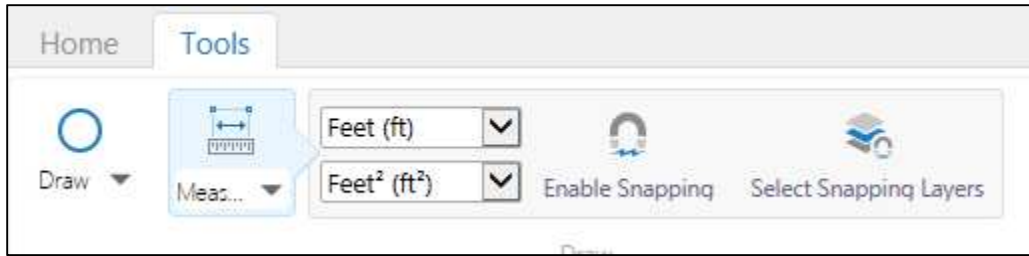 Home Tools
Feet (ft)
Draw Meas... Feet² (ft²) Enable Snapping Select Snapping Layers